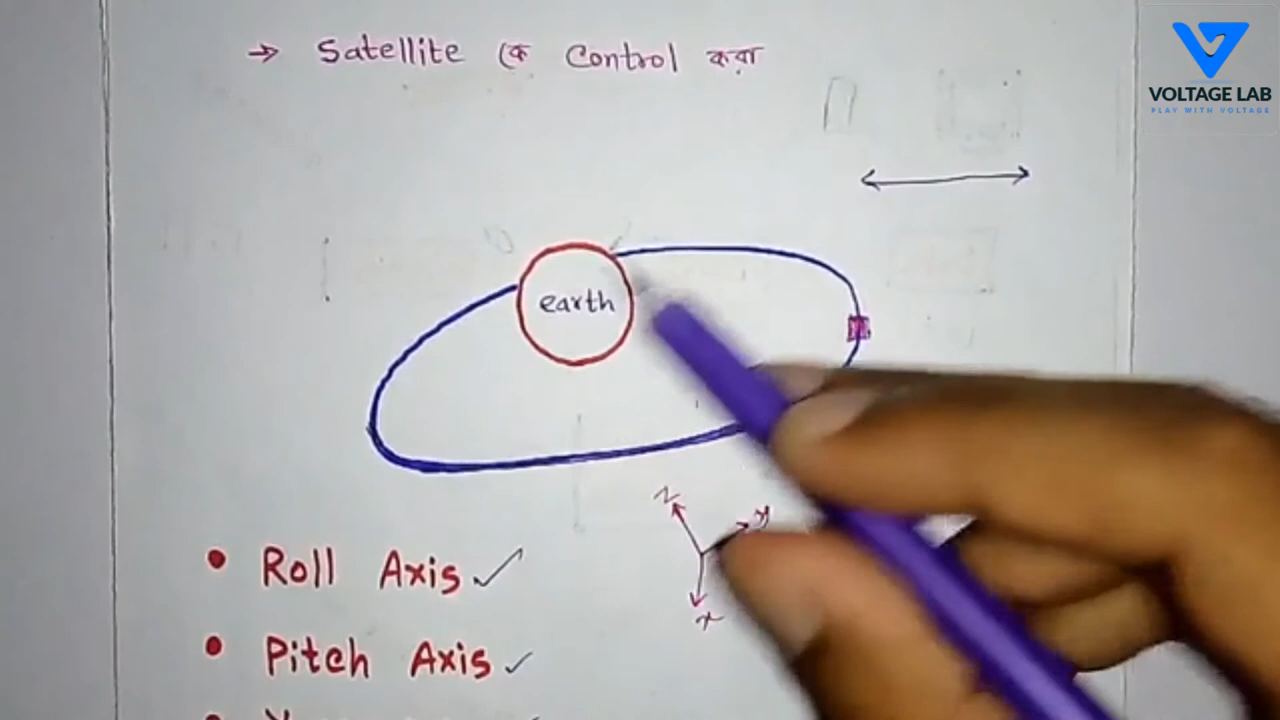 → Satellite কে Control করা
VOLTAGE LAB
PLAY WITH VOLTAGE
earth
z
y
x
• Roll Axis ✓
• Pitch Axis ✓